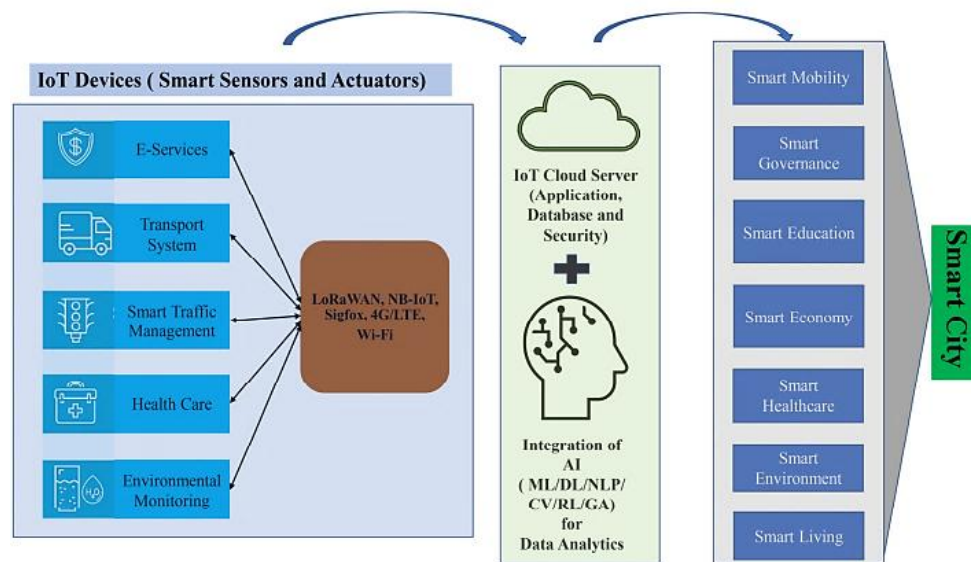 IoT Devices ( Smart Sensors and Actuators)
$
E-Services
Transport
System
Smart Traffic
Management
Health Care
H₂O
Environmental
Monitoring
LoRaWAN, NB-IoT,
Sigfox, 4G/LTE,
Wi-Fi
IoT Cloud Server
(Application,
Database and
Security)
Integration of
AI
( ML/DL/NLP/
CV/RL/GA)
for
Data Analytics
Smart Mobility
Smart
Governance
Smart Education
Smart Economy
Smart
Healthcare
Smart
Environment
Smart Living
Smart City